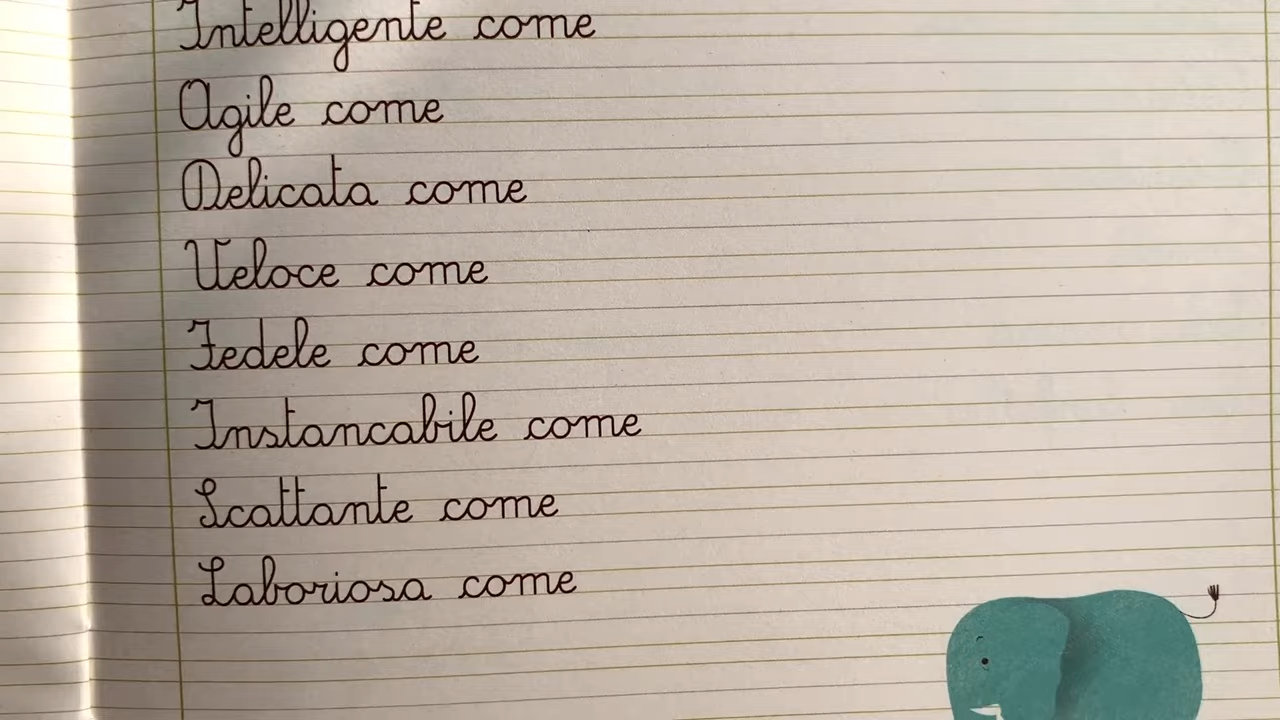 Intelligente come
Agile come
Delicata come
Veloce come
Fedele come
Instancabile come
Scattante come
Laboriosa come